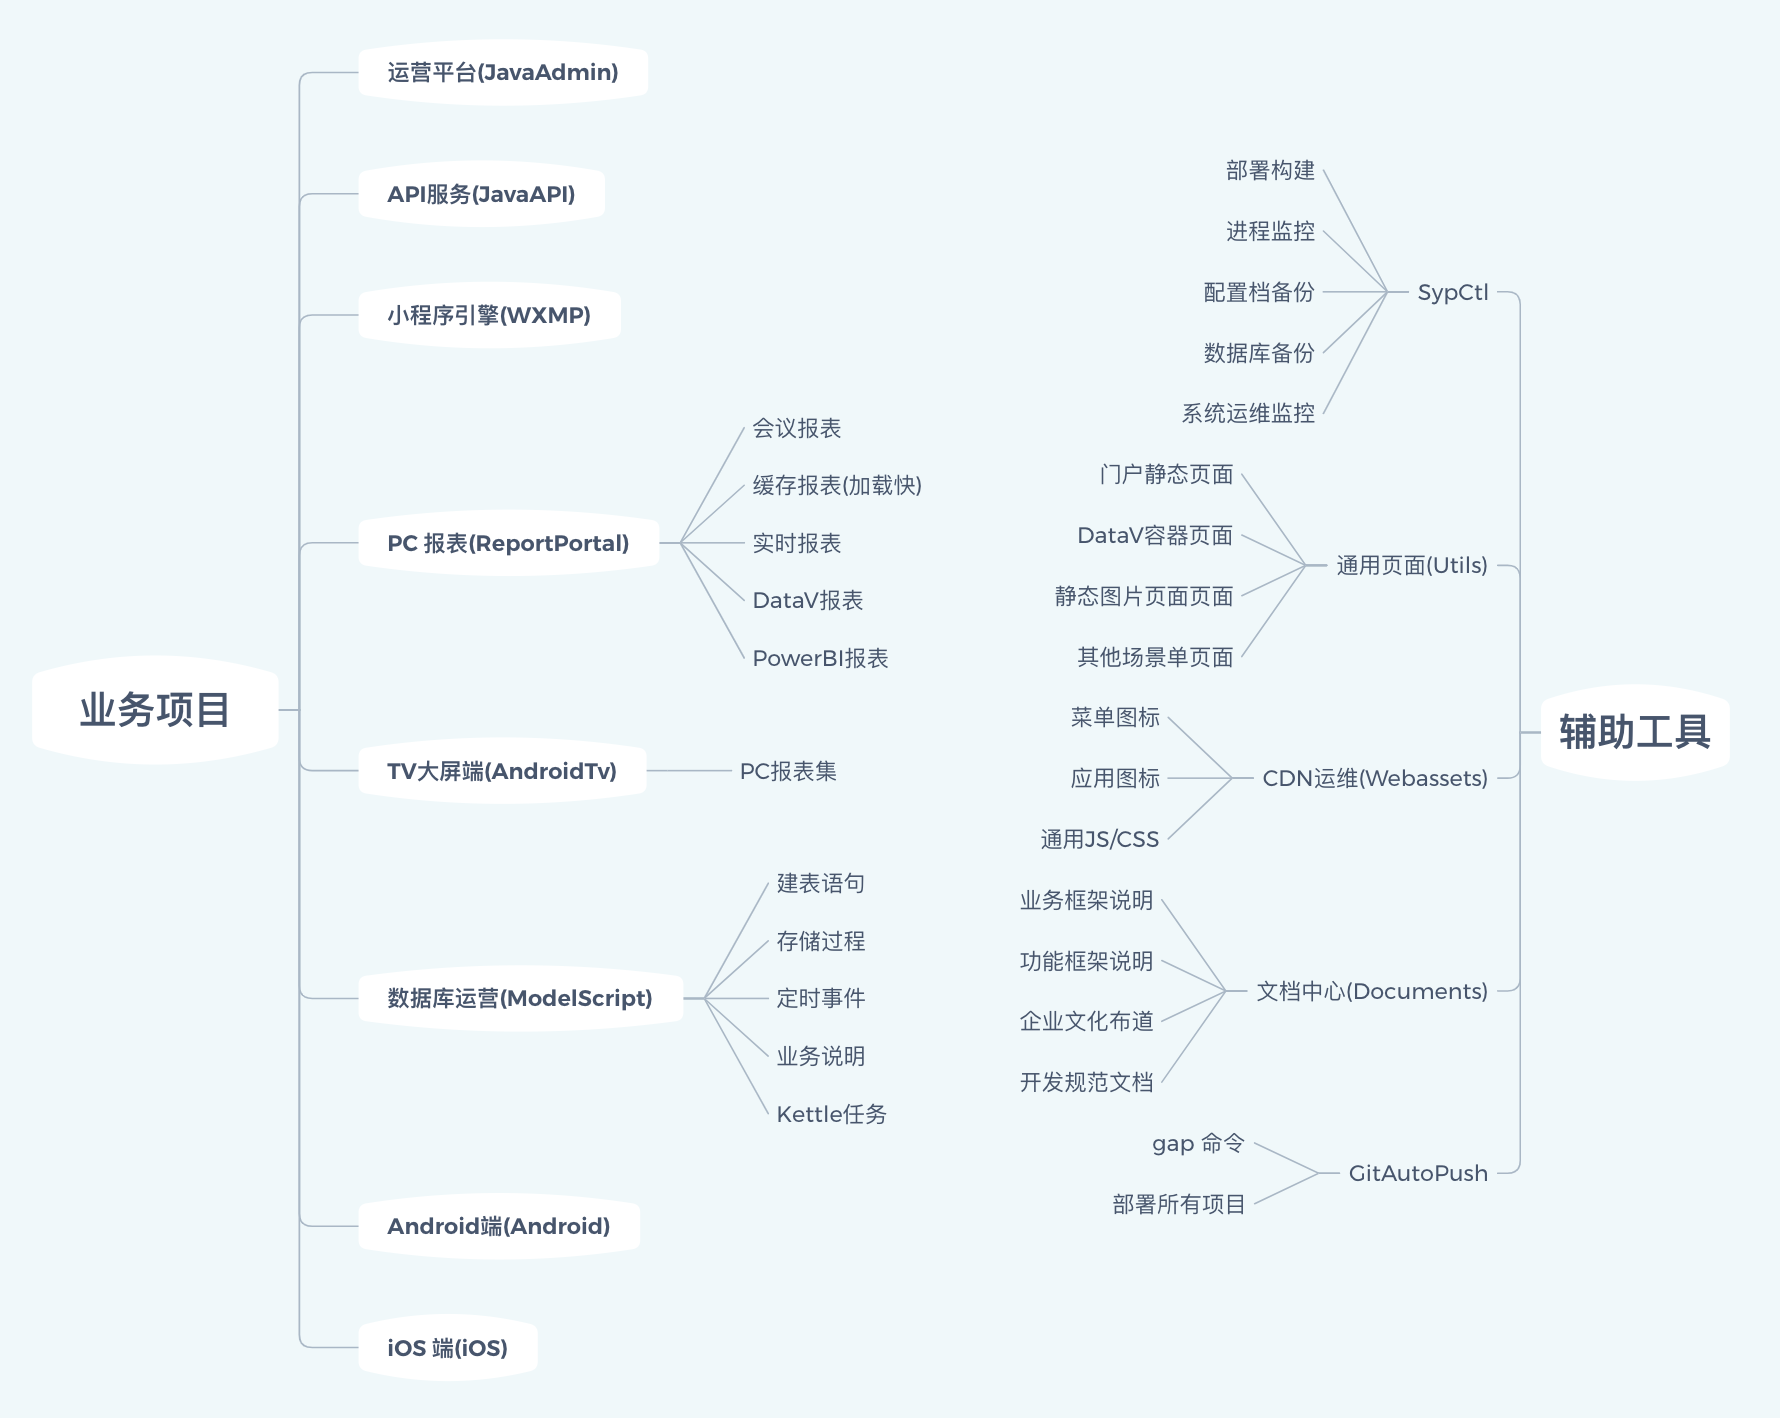 业务项目
运营平台(JavaAdmin)
API服务(JavaAPI)
小程序引擎(WXMP)
PC 报表(ReportPortal)
会议报表
缓存报表(加载快)
实时报表
DataV报表
PowerBI报表
TV大屏端(AndroidTv)
PC报表集
数据库运营(ModelScript)
建表语句
存储过程
定时事件
业务说明
Kettle任务
Android端(Android)
iOS 端(iOS)
辅助工具
SypCtl
部署构建
进程监控
配置档备份
数据库备份
系统运维监控
通用页面(Utils)
门户静态页面
DataV容器页面
静态图片页面页面
其他场景单页面
CDN运维(Webassets)
菜单图标
应用图标
通用JS/CSS
文档中心(Documents)
业务框架说明
功能框架说明
企业文化布道
开发规范文档
GitAutoPush
gap 命令
部署所有项目